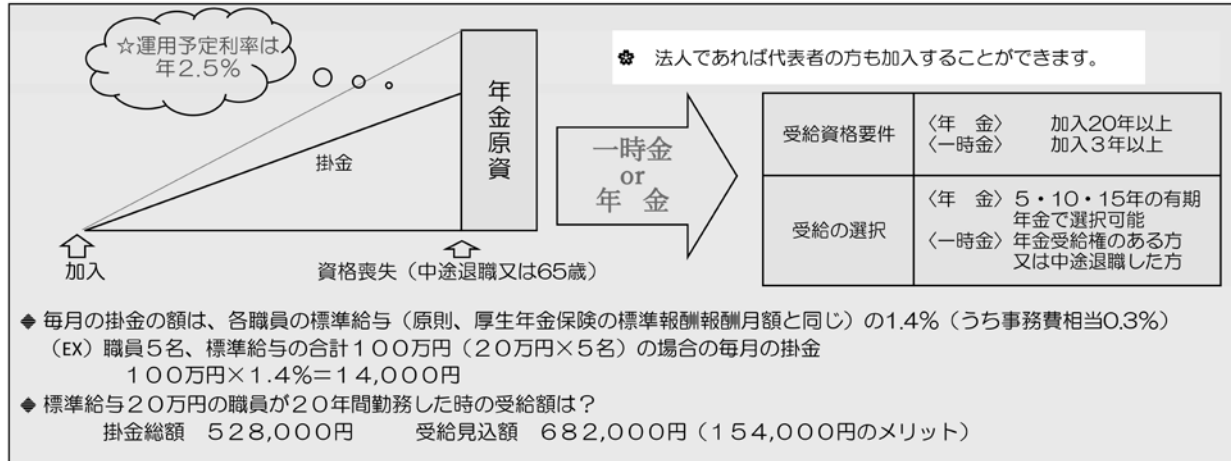 ☆運用予定利率は
年2.5%
年金原資
掛金
加入
資格喪失（中途退職又は65歳）
一時金
or
年　金
❁　法人であれば代表者の方も加入することができます。
受給資格要件
〈年　金〉　　加入20年以上
〈一時金〉　　加入３年以上
受給の選択
〈年　金〉５・10・15年の有期
年金で選択可能
〈一時金〉年金受給権のある方
又は中途退職した方
◆ 毎月の掛金の額は、各職員の標準給与（原則、厚生年金保険の標準報酬報酬月額と同じ）の1.4%（うち事務費相当0.3%）
（EX）職員５名、標準給与の合計１００万円（２０万円×５名）の場合の毎月の掛金
１００万円×１.４％＝１４,０００円
◆ 標準給与２０万円の職員が２０年間勤務した時の受給額は？
掛金総額　５２８,０００円　　受給見込額　６８２,０００円（１５４,０００円のメリット）